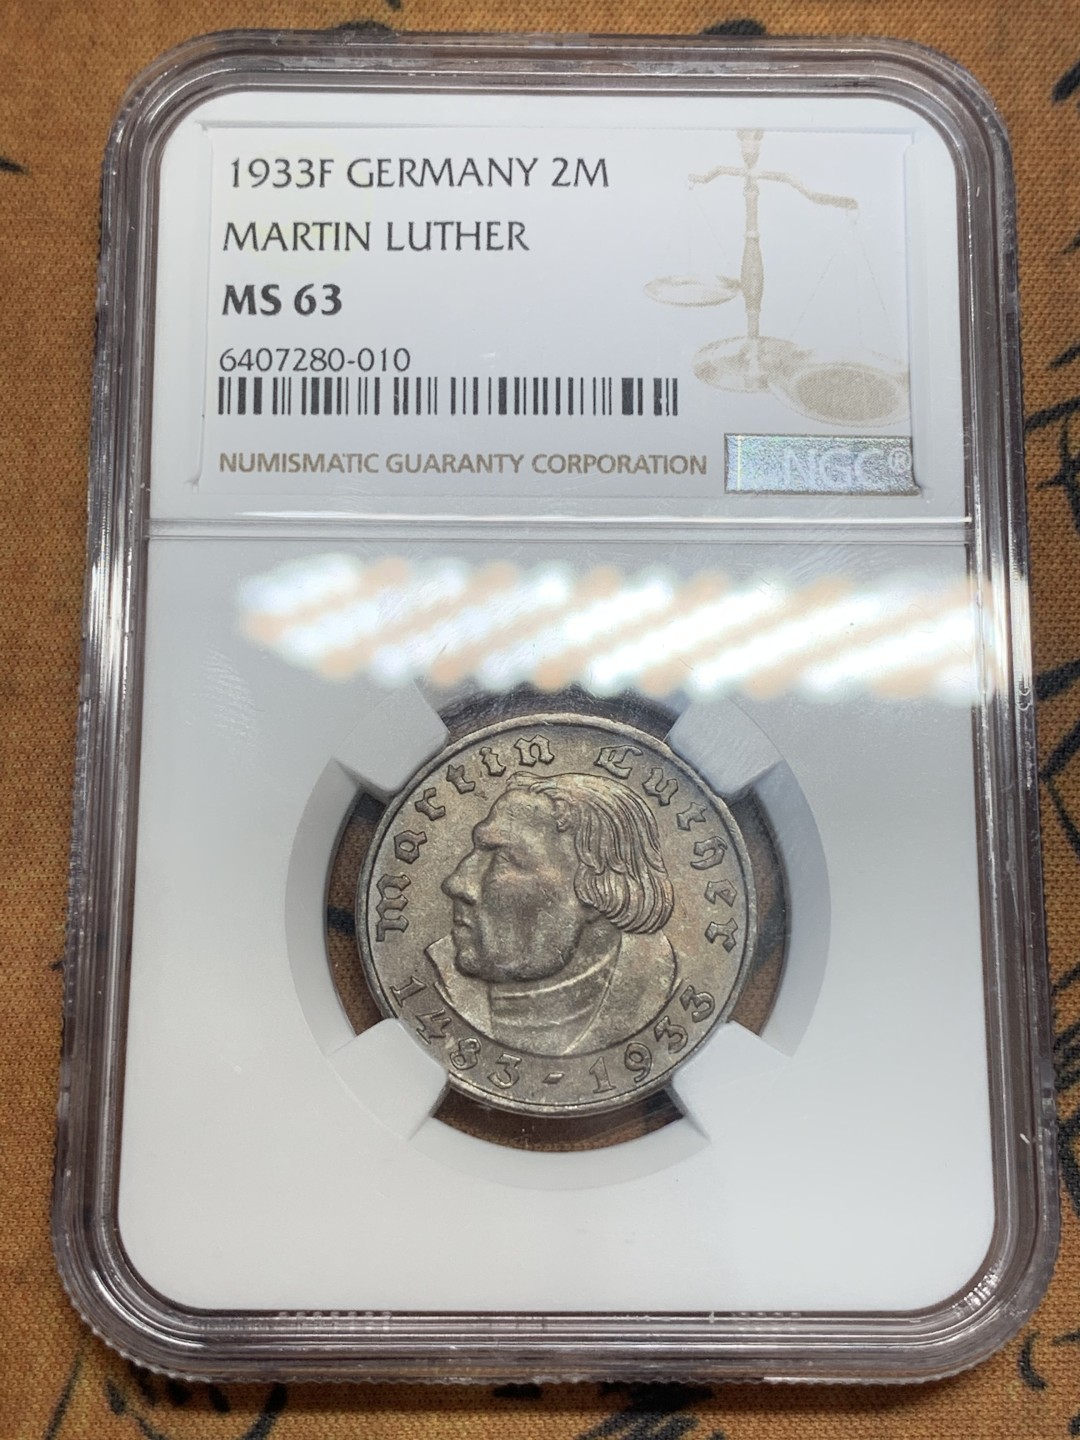 1933F GERMANY 2M
MARTIN LUTHER
MS 63
6407280-010
NUMISMATIC GUARANTY CORPORATION
NGC®
Martin Luther
1483-1933